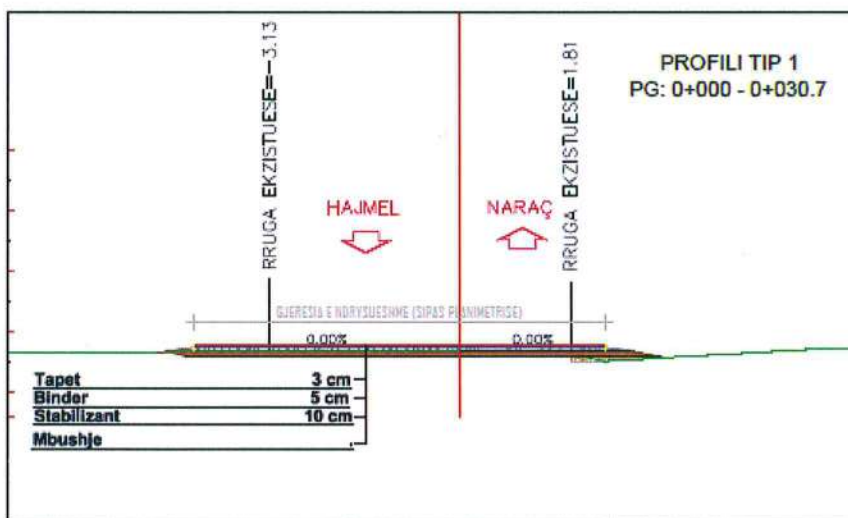 PROFILI TIP 1
PG: 0+000 - 0+030.7
RRUGA EKZISTUESE=-3.13
RRUGA EKZISTUESE=1.81
HAJMEL
NARAÇ
GJERESIA E NDRYSUESHME (SIPAS PLANIMETRISE)
0.00%
0.00%
Tapet 3 cm
Binder 5 cm
Stabilizant 10 cm
Mbushje